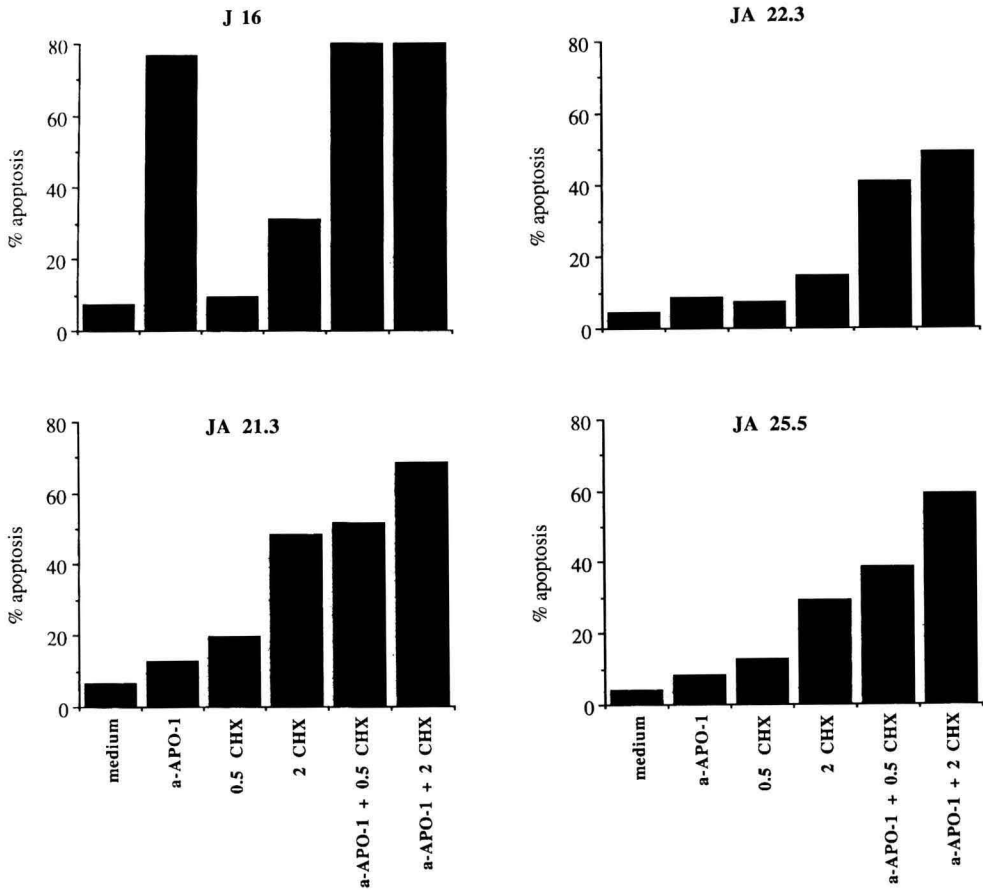 J 16
% apoptosis
80
60
40
20
0
JA 22.3
% apoptosis
80
60
40
20
0
JA 21.3
% apoptosis
80
60
40
20
0
medium
a-APO-1
0.5 CHX
2 CHX
a-APO-1 + 0.5 CHX
a-APO-1 + 2 CHX
JA 25.5
% apoptosis
80
60
40
20
0
medium
a-APO-1
0.5 CHX
2 CHX
a-APO-1 + 0.5 CHX
a-APO-1 + 2 CHX